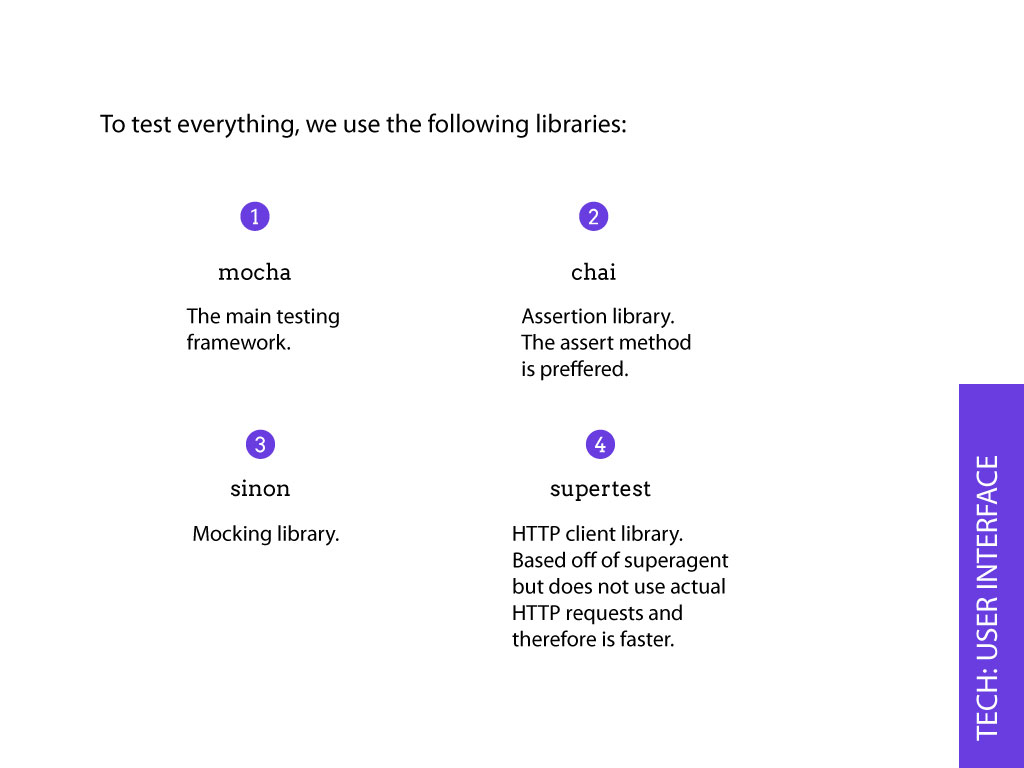 To test everything, we use the following libraries:
1
mocha
The main testing
framework.
2
chai
Assertion library.
The assert method
is preffered.
3
sinon
Mocking library.
4
supertest
HTTP client library.
Based off of superagent
but does not use actual
HTTP requests and
therefore is faster.
TECH: USER INTERFACE